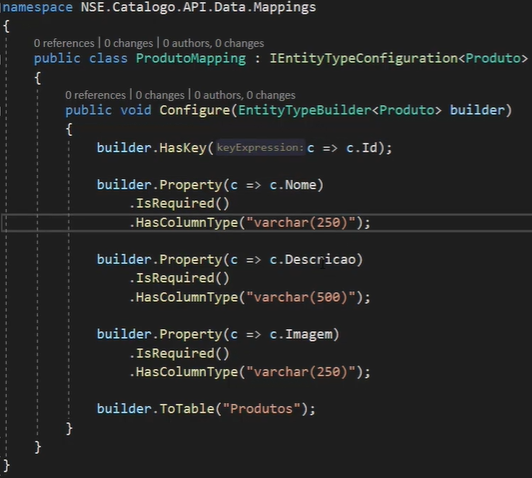 namespace NSE.Catalogo.API.Data.Mappings
{
0 references | 0 changes | 0 authors, 0 changes
public class ProdutoMapping : IEntityTypeConfiguration<Produto>
{
0 references | 0 changes | 0 authors, 0 changes
public void Configure(EntityTypeBuilder<Produto> builder)
{
builder.HasKey(keyExpression: c => c.Id);
builder.Property(c => c.Nome)
.IsRequired()
.HasColumnType("varchar(250)");
builder.Property(c => c.Descricao)
.IsRequired()
.HasColumnType("varchar(500)");
builder.Property(c => c.Imagem)
.IsRequired()
.HasColumnType("varchar(250)");
builder.ToTable("Produtos");
}
}
}